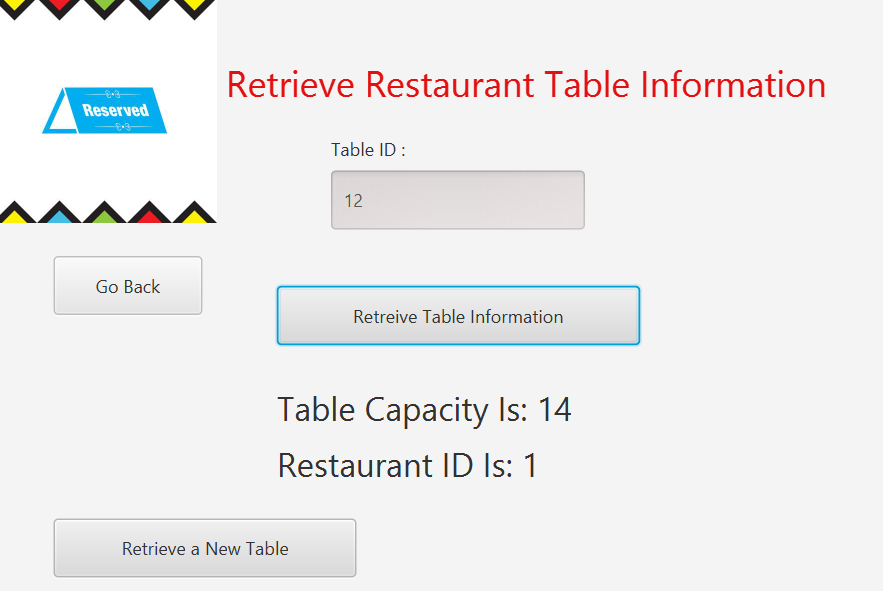 Reserved
Retrieve Restaurant Table Information
Table ID :
12
Go Back
Retreive Table Information
Table Capacity Is: 14
Restaurant ID Is: 1
Retrieve a New Table